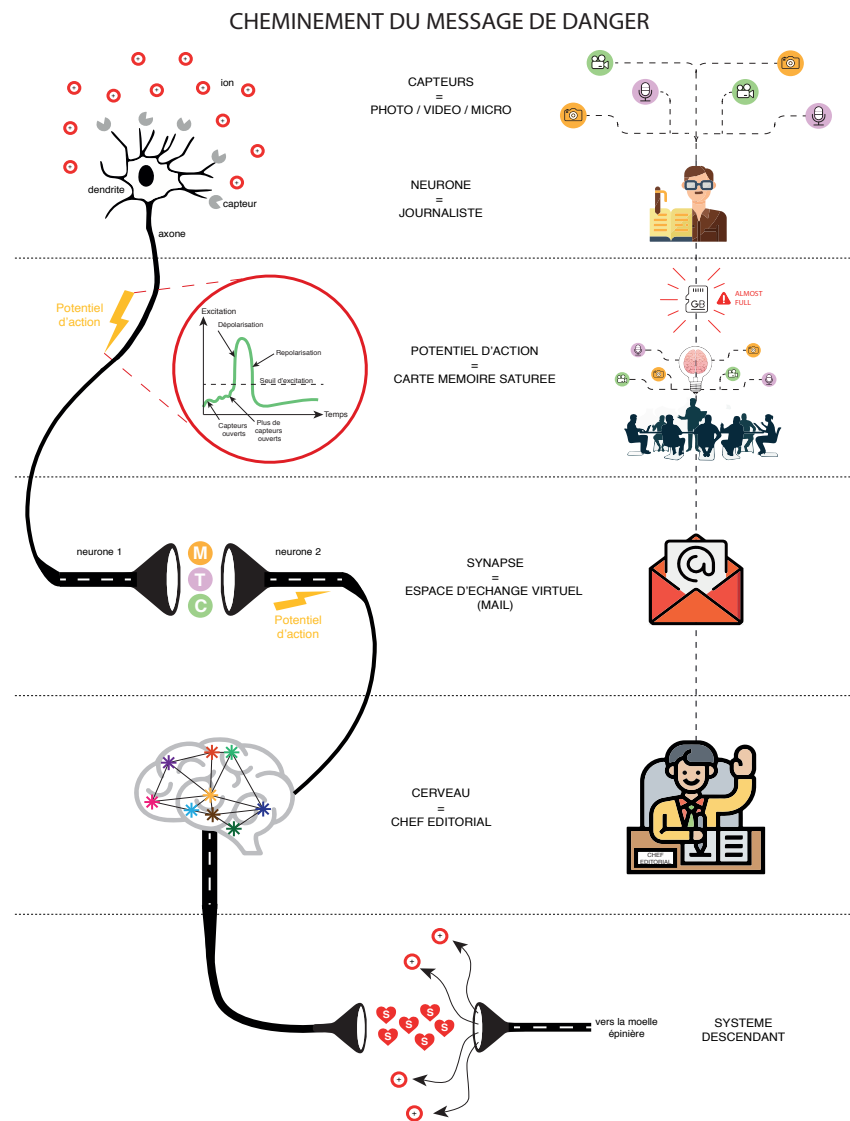 CHEMINEMENT DU MESSAGE DE DANGER
ion
dendrite
capteur
axone
CAPTEURS
=
PHOTO / VIDEO / MICRO
NEURONE
=
JOURNALISTE
Potentiel
d'action
Excitation
Dépolarisation
Repolarisation
Seuil d'excitation
Temps
Capteurs
ouverts
Plus de
capteurs
ouverts
POTENTIEL D'ACTION
=
CARTE MEMOIRE SATUREE
GB
ALMOST
FULL
neurone 1
M
T
C
neurone 2
Potentiel
d'action
SYNAPSE
=
ESPACE D'ECHANGE VIRTUEL
(MAIL)
@
CERVEAU
=
CHEF EDITORIAL
CHEF
EDITORIAL
S
S
S
S
S
S
vers la moelle
épinière
SYSTEME
DESCENDANT